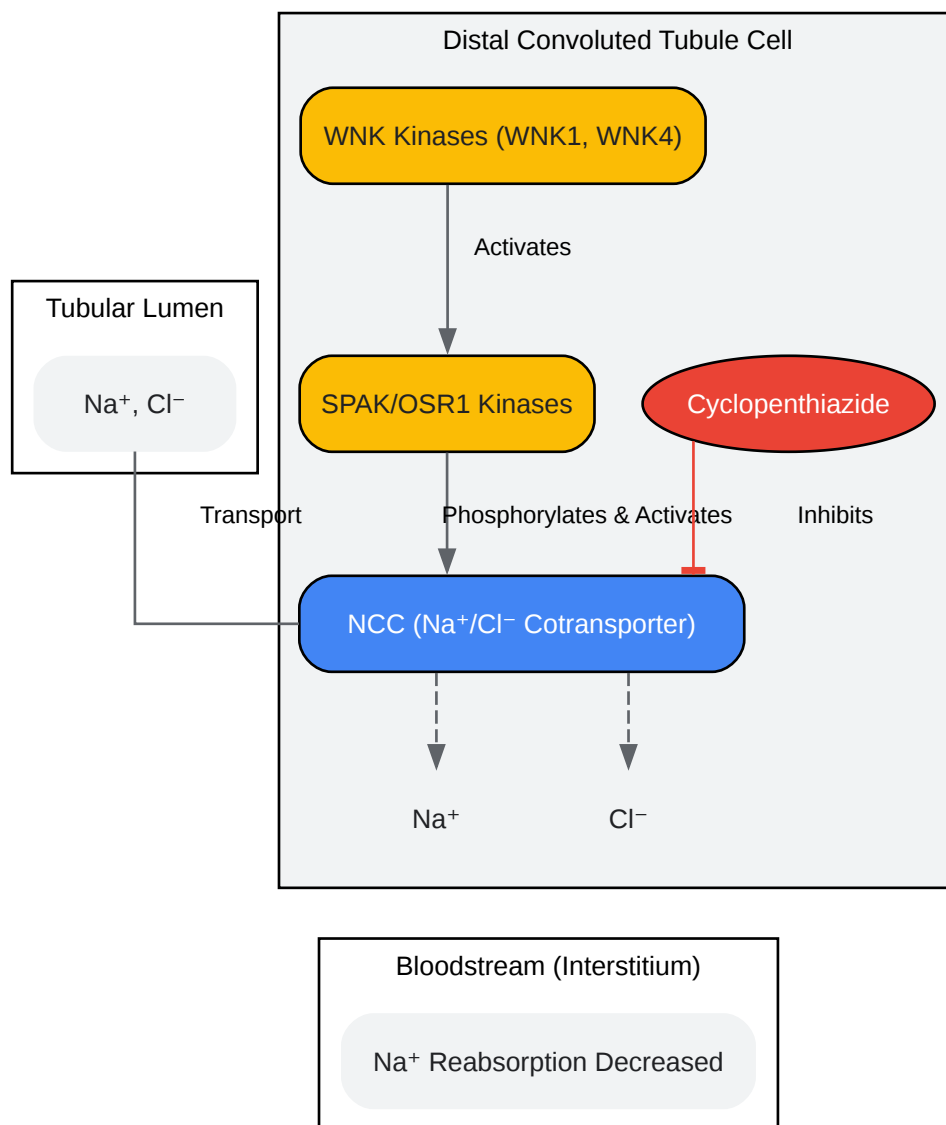 Distal Convoluted Tubule Cell
WNK Kinases (WNK1, WNK4)
Activates
Tubular Lumen
Na⁺, Cl⁻
SPAK/OSR1 Kinases
Cyclopenthiazide
Transport
Phosphorylates & Activates
Inhibits
NCC (Na⁺/Cl⁻ Cotransporter)
Na⁺
Cl⁻
Bloodstream (Interstitium)
Na⁺ Reabsorption Decreased